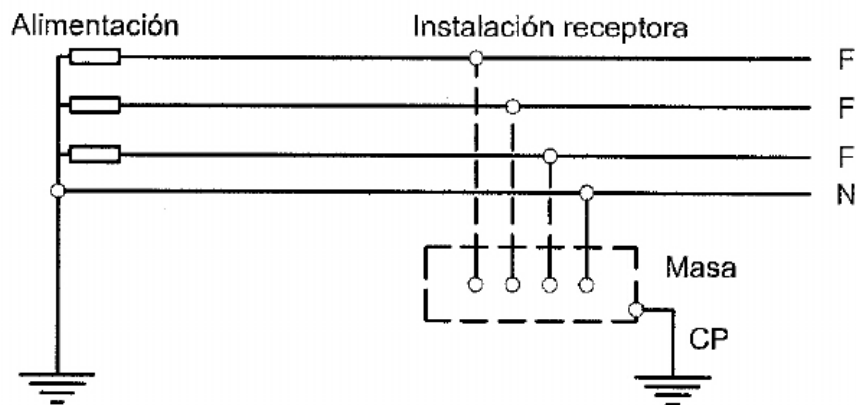 Alimentación
Instalación receptora
F
F
F
N
Masa
CP